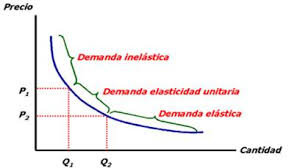 Precio
Demanda inelástica
P1
Demanda elasticidad unitaria
P2
Demanda elástica
Cantidad
Q1
Q2